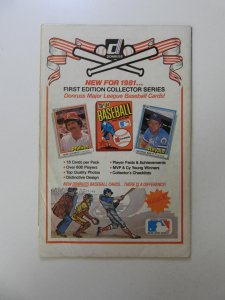 DONRUSS
NEW FOR 1981...
FIRST EDITION COLLECTOR SERIES
Donruss Major League Baseball Cards!
BASEBALL
• 18 Cards per Pack
• Over 600 Players
• Top Quality Photos
• Distinctive Design
• Player Facts & Achievements
• MVP & Cy Young Winners
• Collector's Checklists
NEW DONRUSS BASEBALL CARDS... THERE IS A DIFFERENCE!